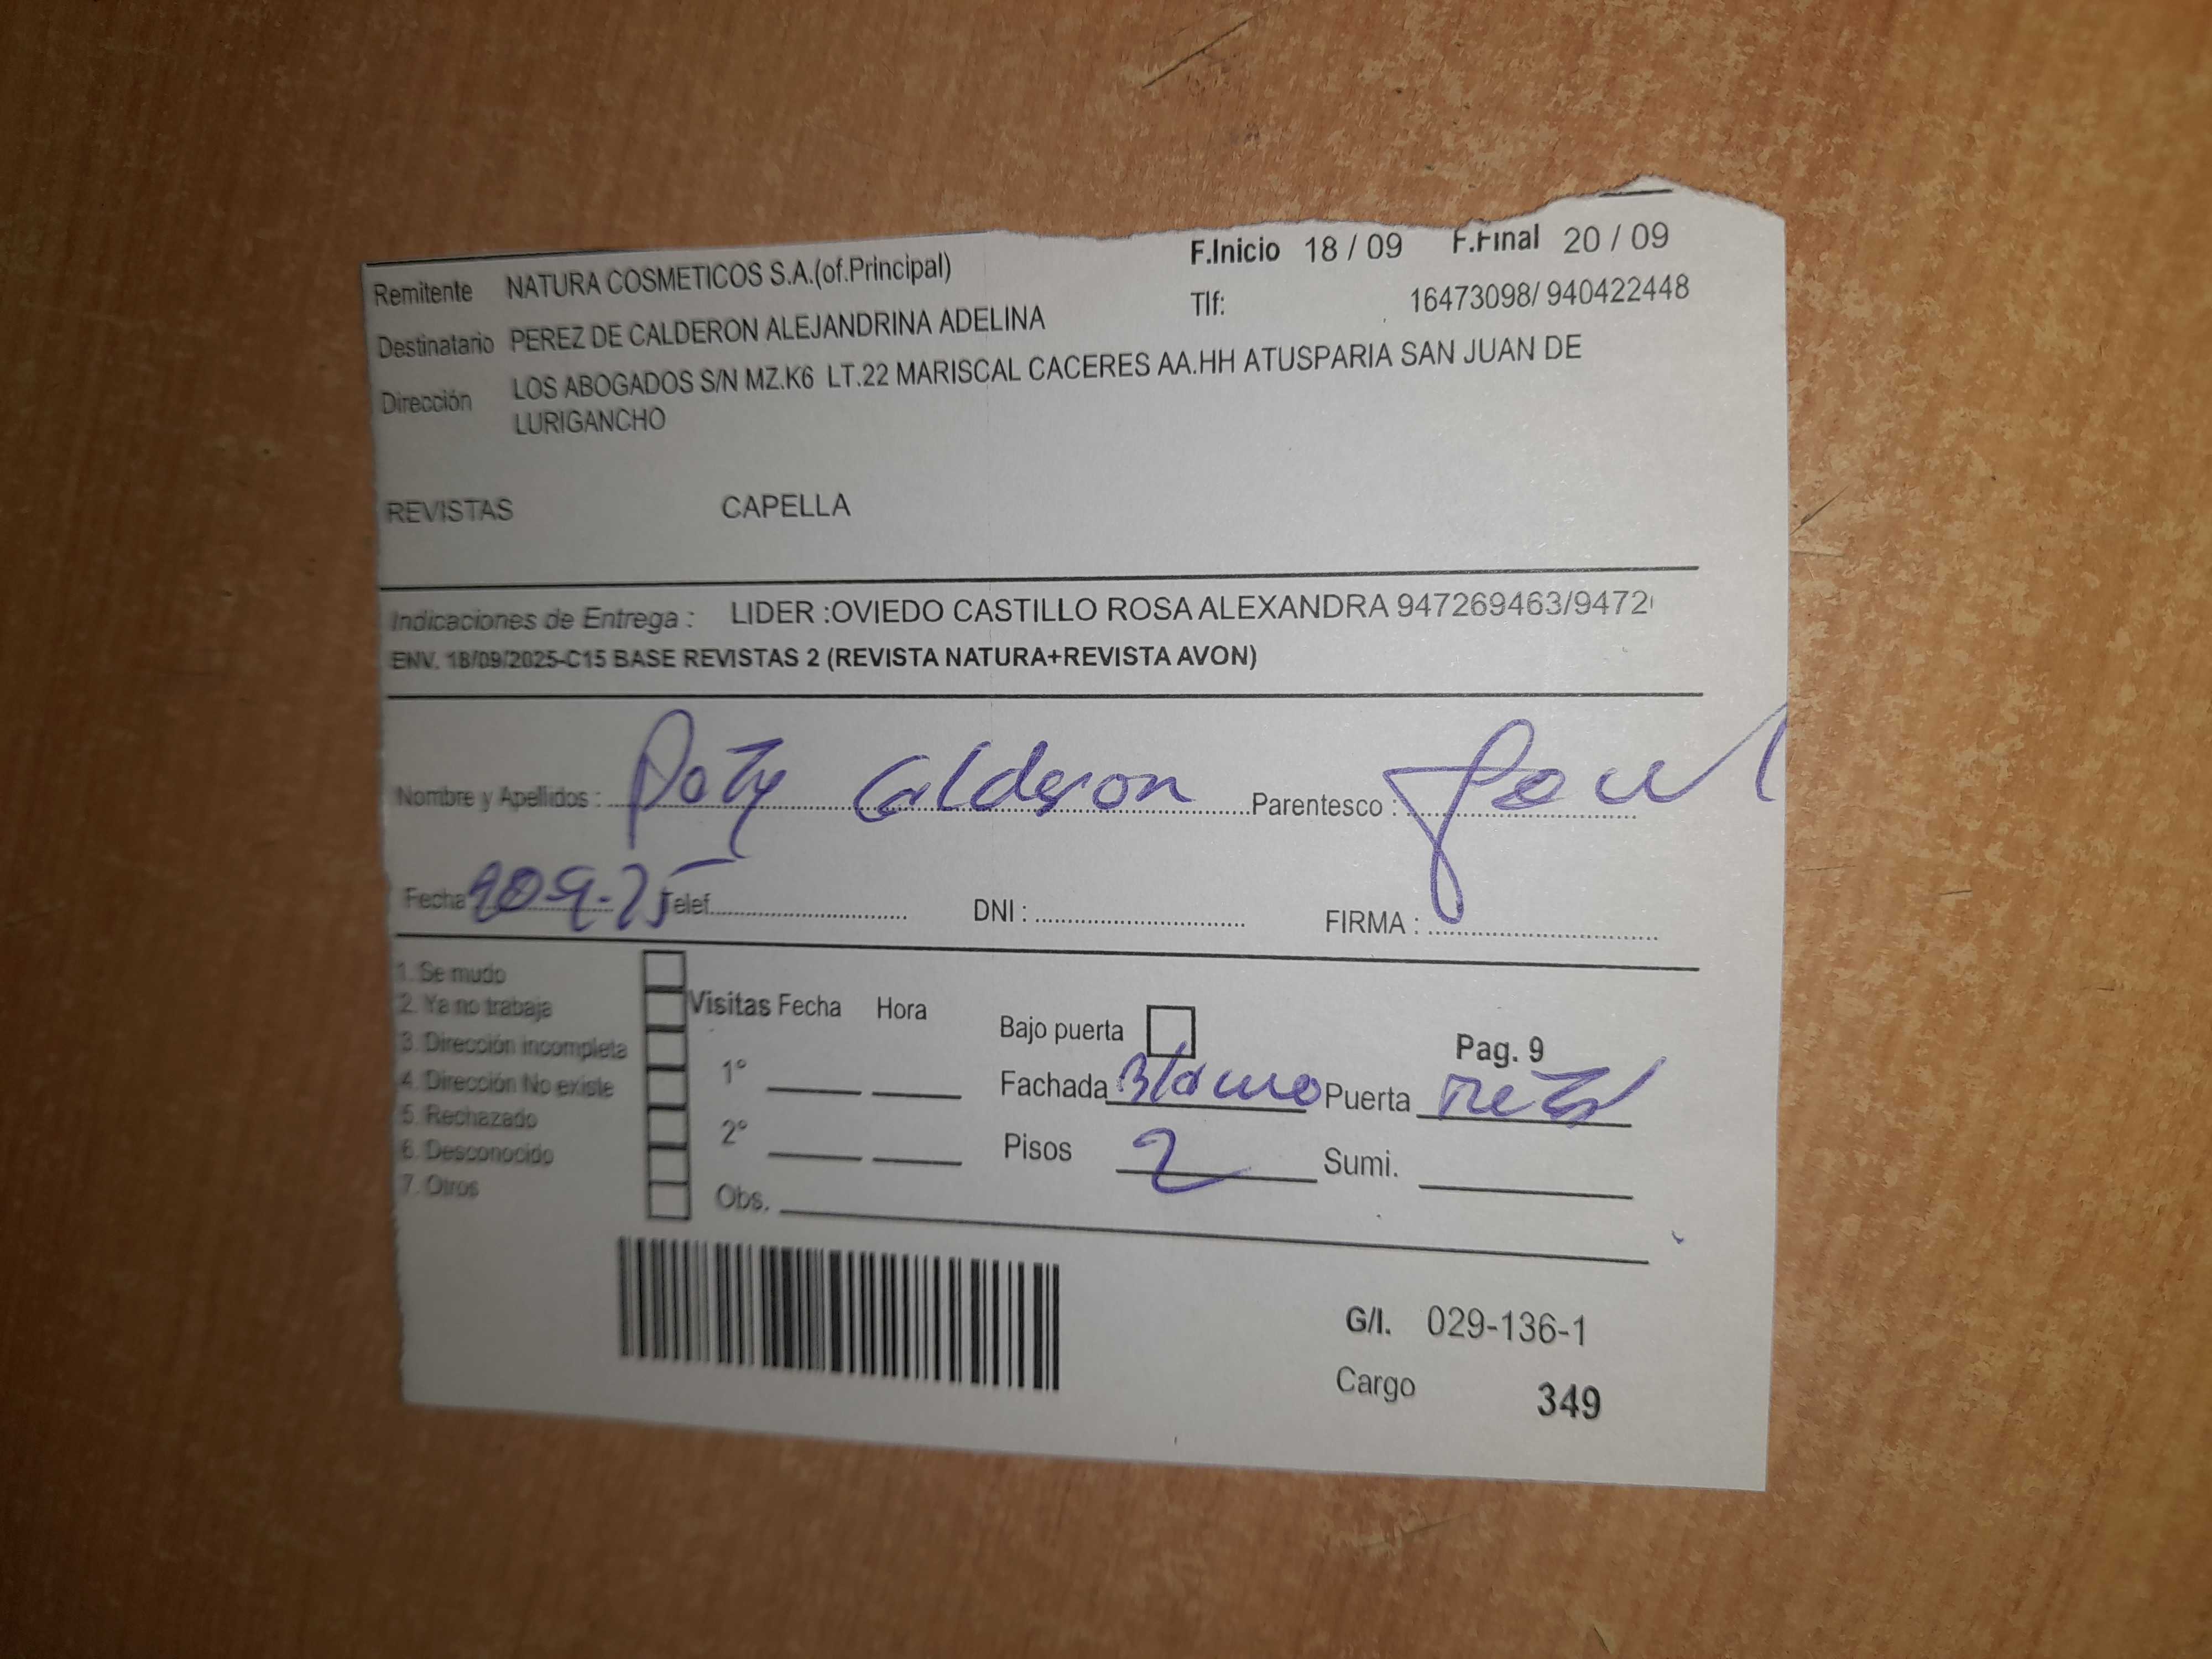 F.Inicio 18 / 09 F.Final 20 / 09
Remitente NATURA COSMETICOS S.A.(of.Principal)
Tlf: 16473098/ 940422448
Destinatario PEREZ DE CALDERON ALEJANDRINA ADELINA
Dirección LOS ABOGADOS S/N MZ.K6 LT.22 MARISCAL CACERES AA.HH ATUSPARIA SAN JUAN DE
LURIGANCHO
REVISTAS CAPELLA
Indicaciones de Entrega : LIDER :OVIEDO CASTILLO ROSA ALEXANDRA 947269463/9472
ENV. 18/09/2025-C15 BASE REVISTAS 2 (REVISTA NATURA+REVISTA AVON)
Nombre y Apellidos : Paty Calderon Parentesco :
Fecha Telef. DNI : FIRMA :
1. Se mudo
2. Ya no trabaja
3. Dirección incompleta
4. Dirección No existe
5. Rechazado
6. Desconocido
7. Otros
Visitas Fecha Hora
1°
2°
Obs.
Bajo puerta Pag. 9
Fachada Blanco Puerta Metal
Pisos 2 Sumi.
G/I. 029-136-1
Cargo 349